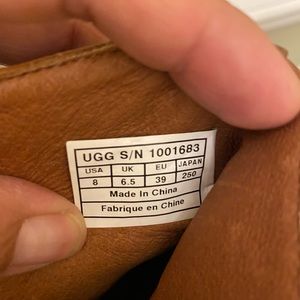 UGG S/N 1001683
USA UK EU JAPAN
8 6.5 39 250
Made In China
Fabrique en Chine